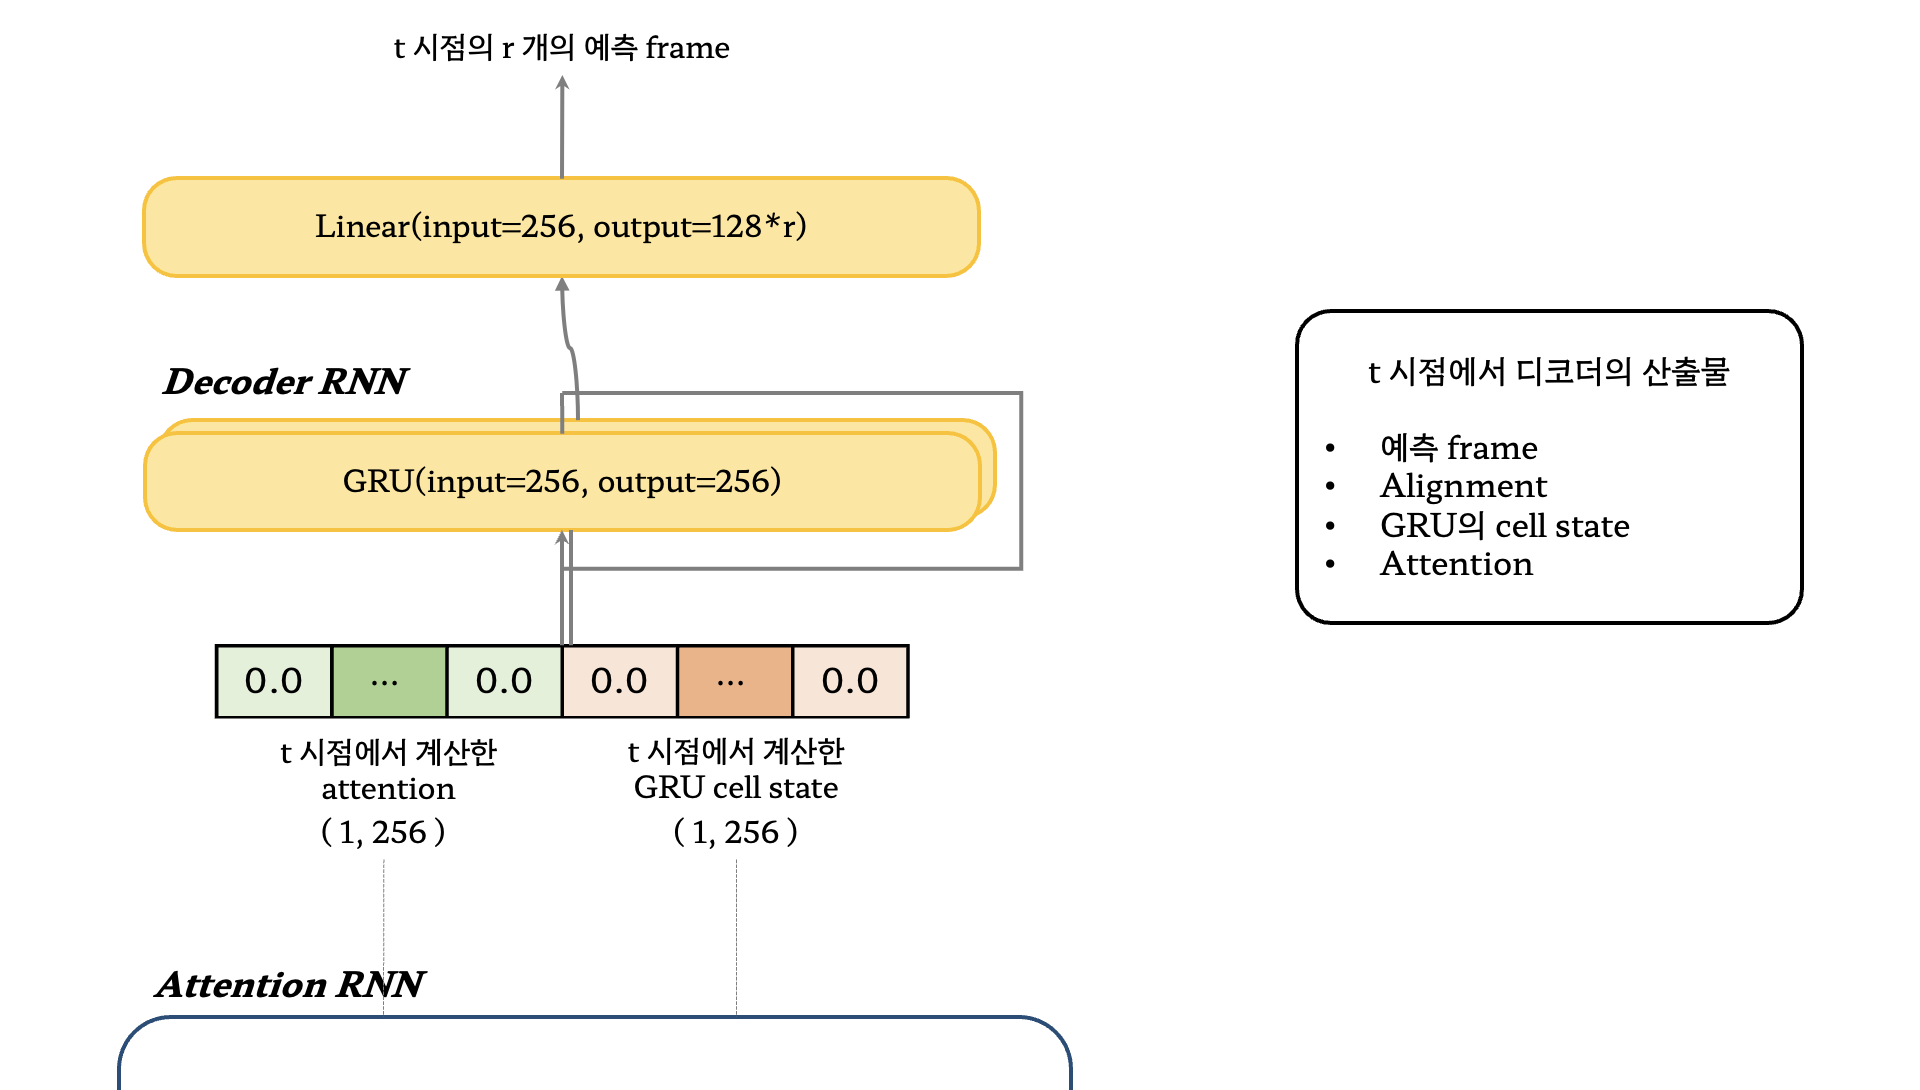 t 시점의 r 개의 예측 frame
Linear(input=256, output=128*r)
Decoder RNN
GRU(input=256, output=256)
0.0 ... 0.0 0.0 ... 0.0
t 시점에서 계산한
attention
( 1, 256 )
t 시점에서 계산한
GRU cell state
( 1, 256 )
Attention RNN
t 시점에서 디코더의 산출물
• 예측 frame
• Alignment
• GRU의 cell state
• Attention